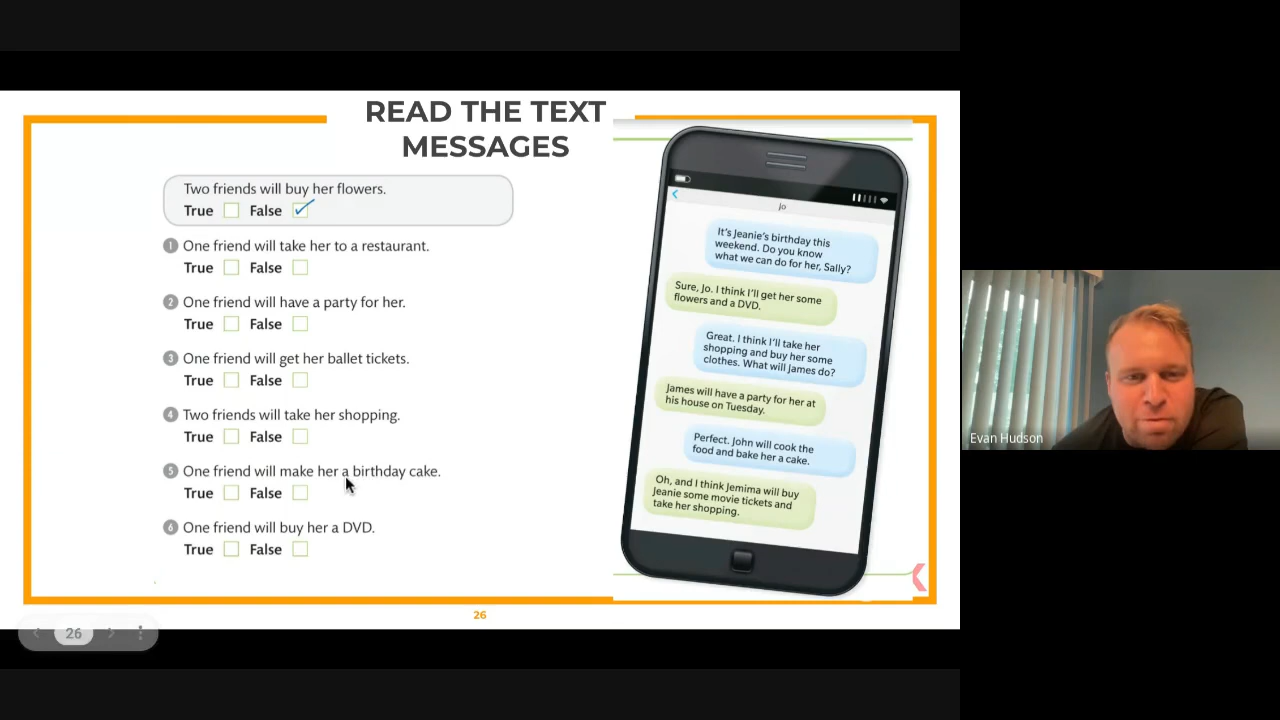 READ THE TEXT
MESSAGES
Two friends will buy her flowers.
True False
1 One friend will take her to a restaurant.
True False
2 One friend will have a party for her.
True False
3 One friend will get her ballet tickets.
True False
4 Two friends will take her shopping.
True False
5 One friend will make her a birthday cake.
True False
6 One friend will buy her a DVD.
True False
Jo
It's Jeanie's birthday this
weekend. Do you know
what we can do for her, Sally?
Sure, Jo. I think I'll get her some
flowers and a DVD.
Great. I think I'll take her
shopping and buy her some
clothes. What will James do?
James will have a party for her at
his house on Tuesday.
Perfect. John will cook the
food and bake her a cake.
Oh, and I think Jemima will buy
Jeanie some movie tickets and
take her shopping.
26
26
Evan Hudson